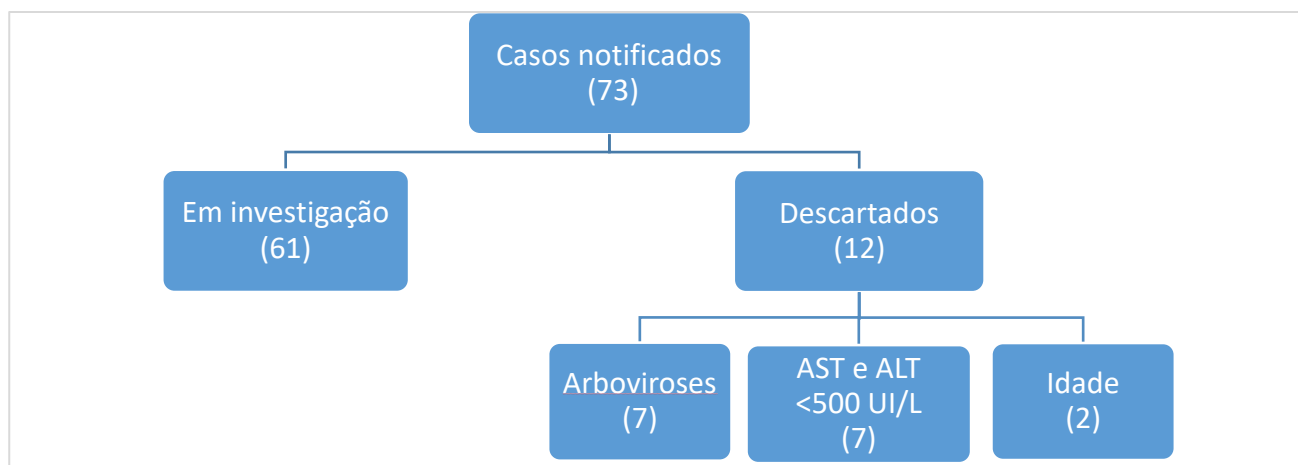 Casos notificados
(73)
Em investigação
(61)
Descartados
(12)
Arboviroses
(7)
AST e ALT
<500 UI/L
(7)
Idade
(2)